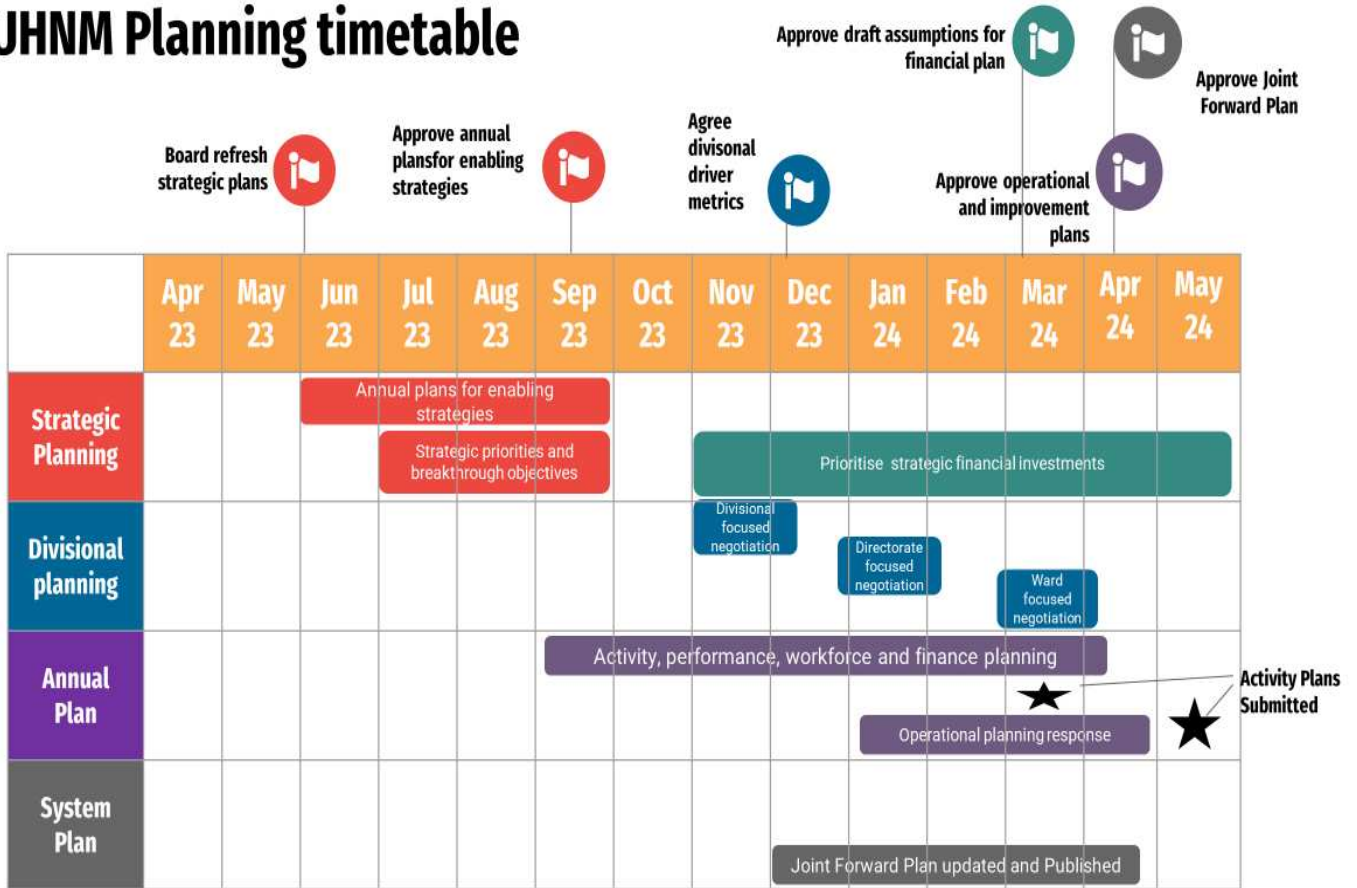 UHNM Planning timetable
Approve draft assumptions for
financial plan
Approve Joint
Forward Plan
Board refresh
strategic plans
Approve annual
plansfor enabling
strategies
Agree
divisonal
driver
metrics
Approve operational
and improvement
plans
Apr
23
May
23
Jun
23
Jul
23
Aug
23
Sep
23
Oct
23
Nov
23
Dec
23
Jan
24
Feb
24
Mar
24
Apr
24
May
24
Strategic
Planning
Annual plans for enabling
strategies
Strategic priorities and
breakthrough objectives
Prioritise strategic financial investments
Divisional
planning
Divisional
focused
negotiation
Directorate
focused
negotiation
Ward
focused
negotiation
Annual
Plan
Activity, performance, workforce and finance planning
Operational planning response
Activity Plans
Submitted
System
Plan
Joint Forward Plan updated and Published